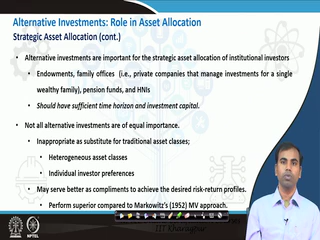 Alternative Investments: Role in Asset Allocation
Strategic Asset Allocation (cont.)
• Alternative investments are important for the strategic asset allocation of institutional investors
• Endowments, family offices (i.e., private companies that manage investments for a single
wealthy family), pension funds, and HNIs
• Should have sufficient time horizon and investment capital.
• Not all alternative investments are of equal importance.
• Inappropriate as substitute for traditional asset classes;
• Heterogeneous asset classes
• Individual investor preferences
• May serve better as compliments to achieve the desired risk-return profiles.
• Perform superior compared to Markowitz's (1952) MV approach.
IIT Kharagpur
NPTEL